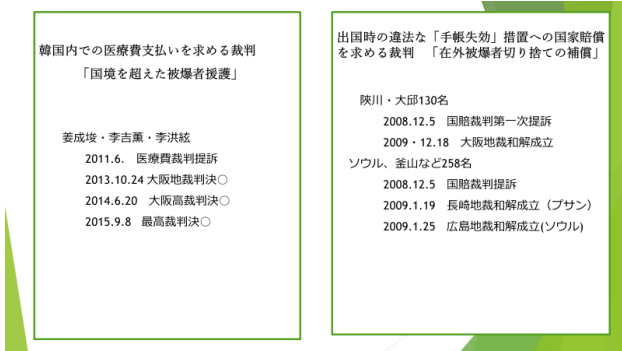 韓国内での医療費支払いを求める裁判
「国境を超えた被爆者援護」
姜成埈・李吉薫・李洪絃
2011.6. 医療費裁判提訴
2013.10.24 大阪地裁判決○
2014.6.20 大阪高裁判決○
2015.9.8 最高裁判決○
出国時の違法な「手帳失効」措置への国家賠償
を求める裁判 「在外被爆者切り捨ての補償」
陜川・大邱130名
2008.12.5 国賠裁判第一次提訴
2009・12.18 大阪地裁和解成立
ソウル、釜山など258名
2008.12.5 国賠裁判提訴
2009.1.19 長崎地裁和解成立（プサン）
2009.1.25 広島地裁和解成立(ソウル)